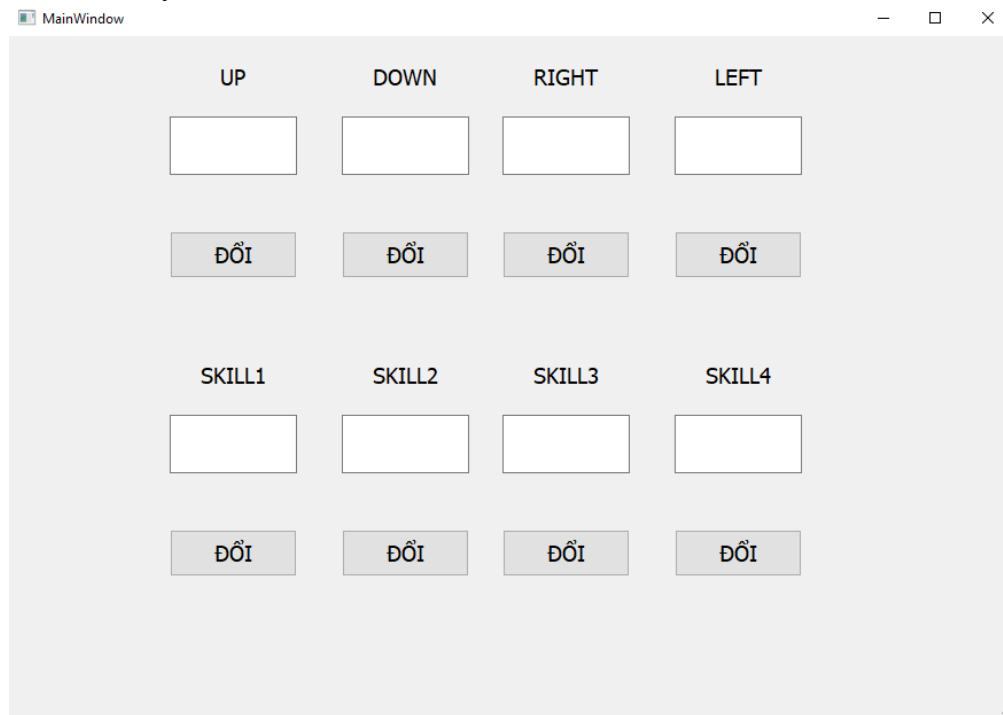 MainWindow
UP DOWN RIGHT LEFT
ĐỔI ĐỔI ĐỔI ĐỔI
SKILL1 SKILL2 SKILL3 SKILL4
ĐỔI ĐỔI ĐỔI ĐỔI